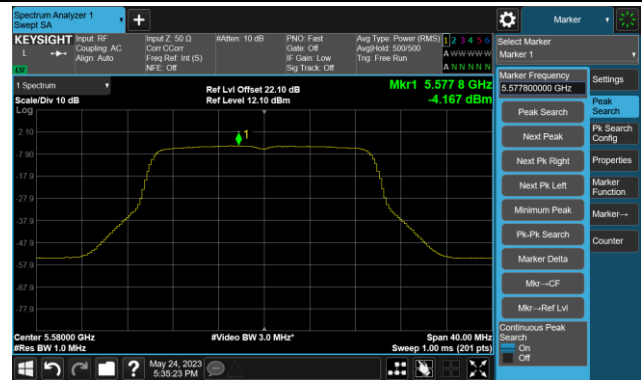 Spectrum Analyzer 1
Swept SA
+
Marker
KEYSIGHT
L
Input: RF
Coupling: AC
Align: Auto
Input Z: 50 Ω
Corr CCorr
Freq Ref: Int (S)
NFE: Off
#Atten: 10 dB
PNO: Fast
Gate: Off
IF Gain: Low
Sig Track: Off
Avg Type: Power (RMS)
Avg|Hold: 500/500
Trig: Free Run
1 2 3 4 5 6
A W W W W W
A N N N N N
Select Marker
Marker 1
LW
1 Spectrum
Scale/Div 10 dB
Log
Ref Lvl Offset 22.10 dB
Ref Level 12.10 dBm
Mkr1 5.577 8 GHz
-4.167 dBm
2.10
-7.90
-17.9
-27.9
-37.9
-47.9
-57.9
-67.9
-77.9
1
Center 5.58000 GHz
#Res BW 1.0 MHz
#Video BW 3.0 MHz*
Span 40.00 MHz
Sweep 1.00 ms (201 pts)
Marker Frequency
5.577800000 GHz
Peak Search
Next Peak
Next Pk Right
Next Pk Left
Minimum Peak
Pk-Pk Search
Marker Delta
Mkr→CF
Mkr→Ref Lvl
Continuous Peak
Search
On
Off
Settings
Peak
Search
Pk Search
Config
Properties
Marker
Function
Marker→
Counter
?
May 24, 2023
5:35:23 PM